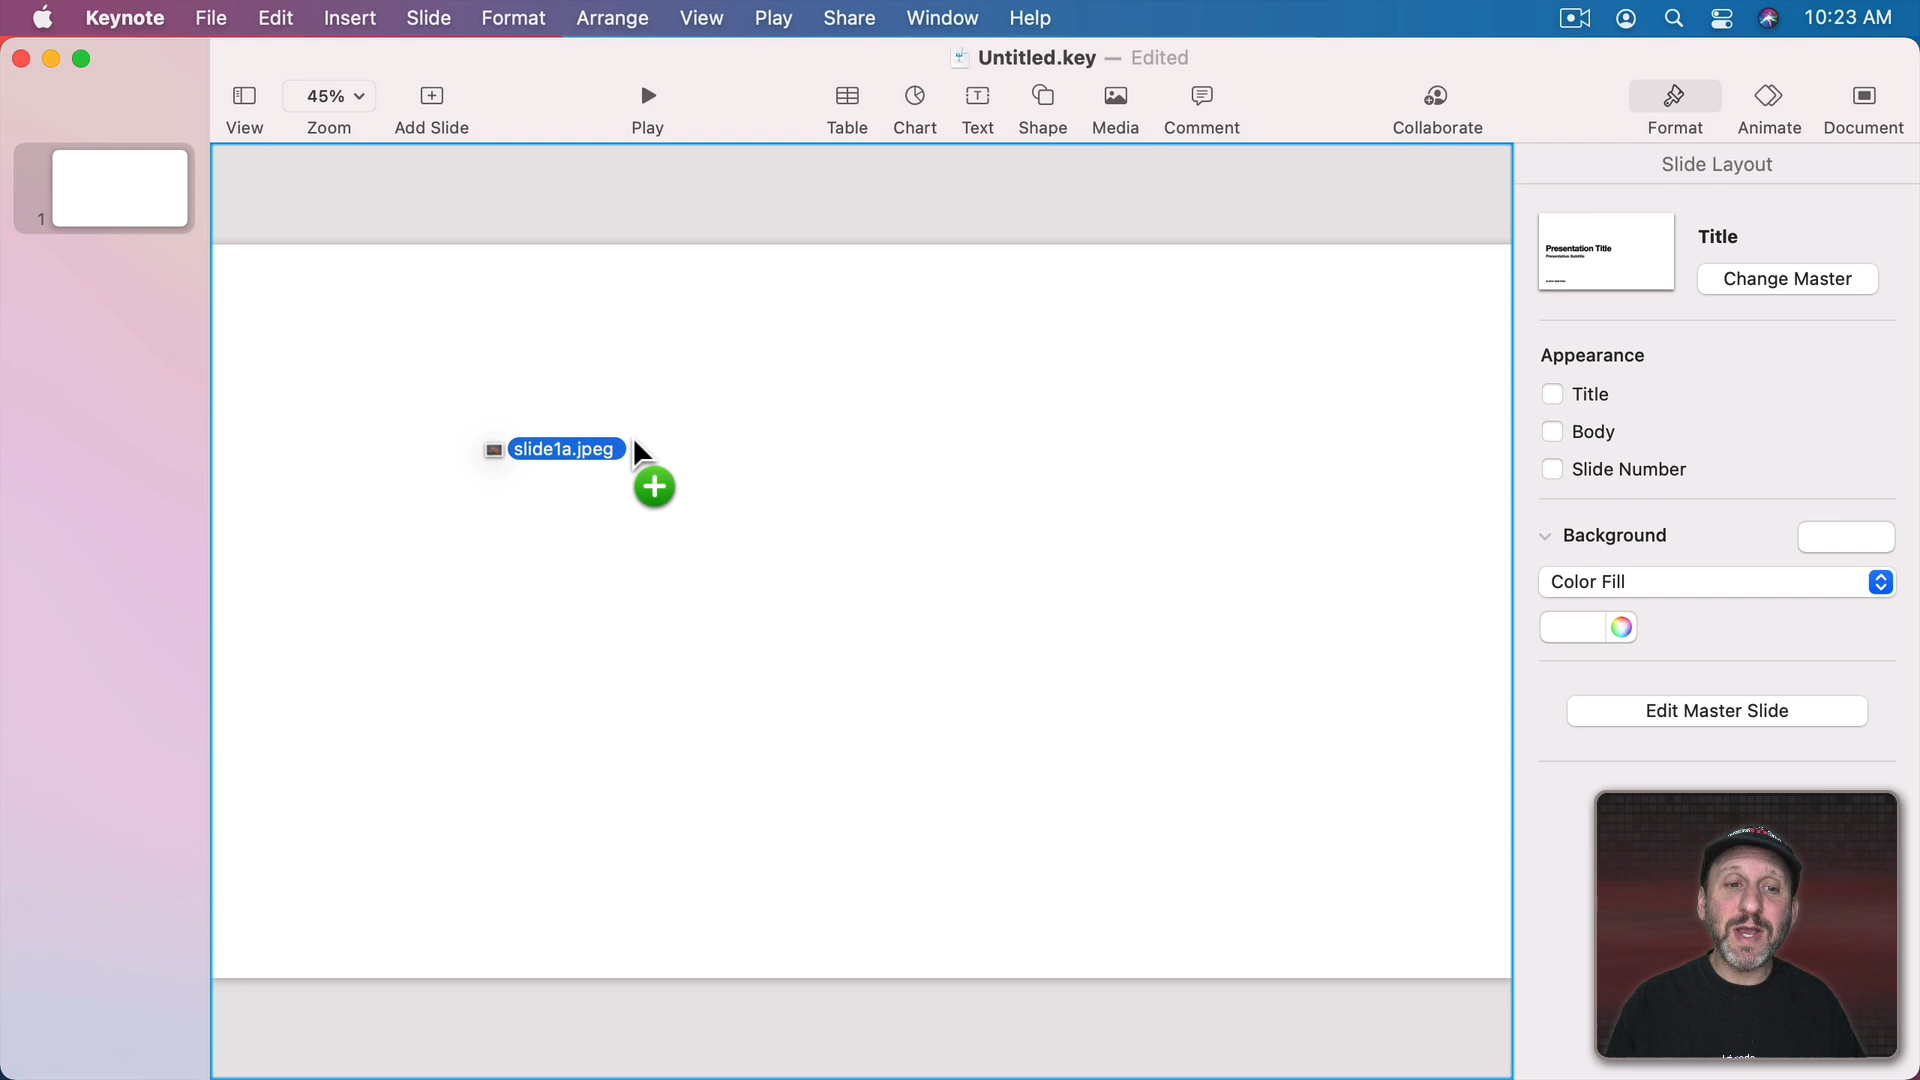 Keynote File Edit Insert Slide Format Arrange View Play Share Window Help 10:23 AM
Untitled.key — Edited
45%
View Zoom Add Slide Play Table Chart Text Shape Media Comment Collaborate Format Animate Document
Slide Layout
1
Presentation Title
Presentation Subtitle
Title
Change Master
Appearance
Title
Body
Slide Number
slide1a.jpeg
Background
Color Fill
Edit Master Slide